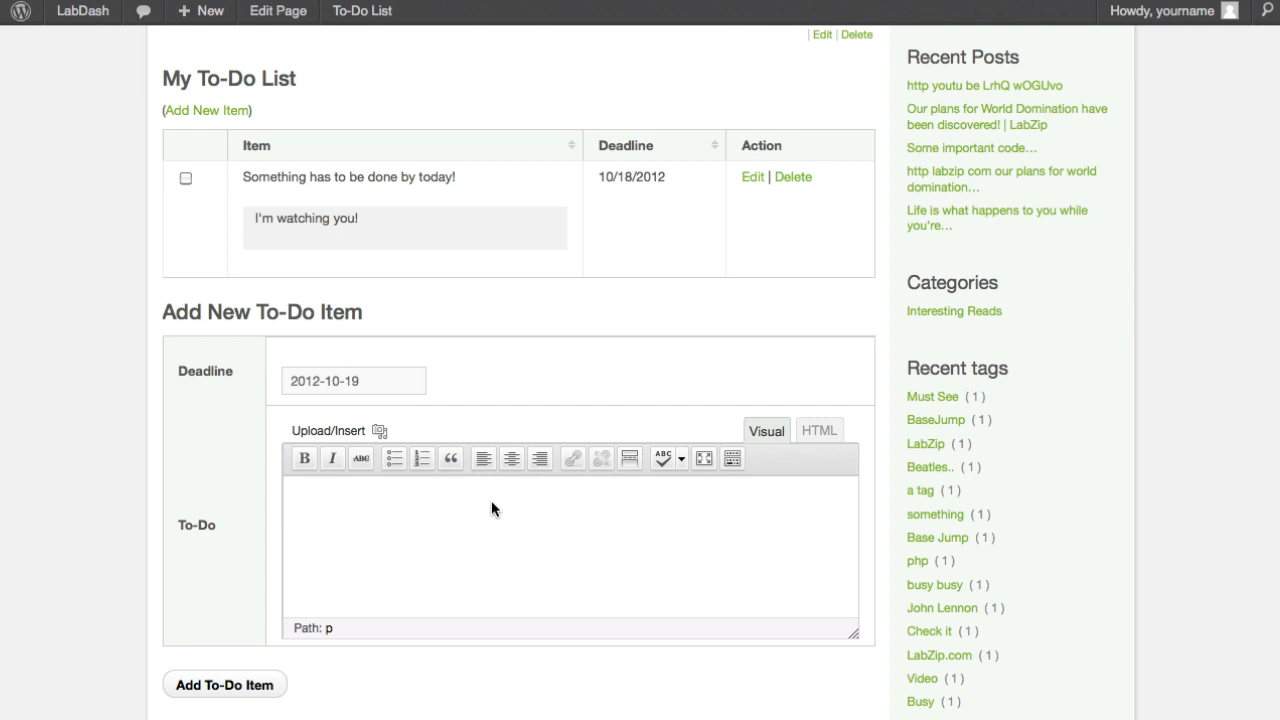 LabDash + New Edit Page To-Do List Howdy, yourname
| Edit | Delete
My To-Do List
(Add New Item)
Item Deadline Action
Something has to be done by today! 10/18/2012 Edit | Delete
I'm watching you!
Add New To-Do Item
Deadline
2012-10-19
Upload/Insert Visual HTML
B I ABC ABC
To-Do
Path: p
Add To-Do Item
Recent Posts
http youtu be LrhQ wOGUvo
Our plans for World Domination have
been discovered! | LabZip
Some important code…
http labzip com our plans for world
domination…
Life is what happens to you while
you're…
Categories
Interesting Reads
Recent tags
Must See ( 1 )
BaseJump ( 1 )
LabZip ( 1 )
Beatles.. ( 1 )
a tag ( 1 )
something ( 1 )
Base Jump ( 1 )
php ( 1 )
busy busy ( 1 )
John Lennon ( 1 )
Check it ( 1 )
LabZip.com ( 1 )
Video ( 1 )
Busy ( 1 )